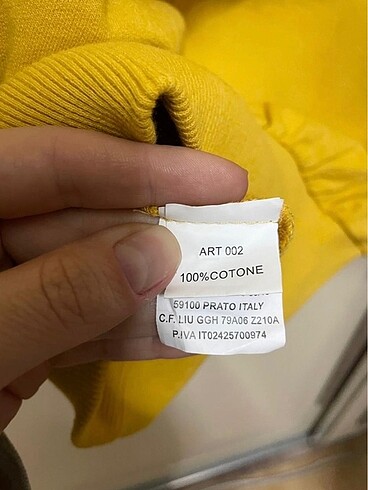 ART 002
100%COTONE
59100 PRATO ITALY
C.F. LIU GGH 79A06 Z210A
P.IVA IT02425700974